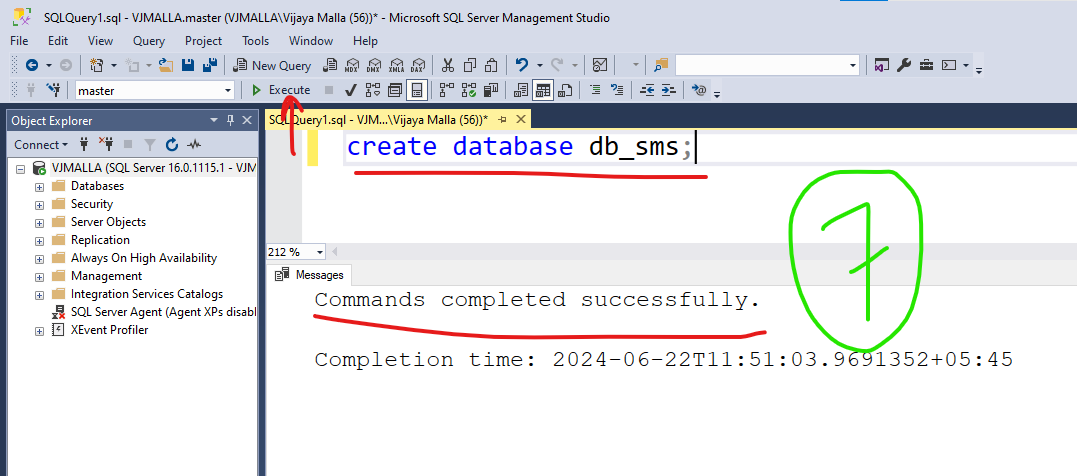 SQLQuery1.sql - VJMALLA.master (VJMALLA\Vijaya Malla (56))* - Microsoft SQL Server Management Studio
File Edit View Query Project Tools Window Help
New Query MDX DMX XMLA DAX
master Execute
Object Explorer
SQLQuery1.sql - VJM...\Vijaya Malla (56))*
Connect
VJMALLA (SQL Server 16.0.1115.1 - VJM
Databases
Security
Server Objects
Replication
Always On High Availability
Management
Integration Services Catalogs
SQL Server Agent (Agent XPs disabl
XEvent Profiler
create database db_sms;
7
212 %
Messages
Commands completed successfully.
Completion time: 2024-06-22T11:51:03.9691352+05:45